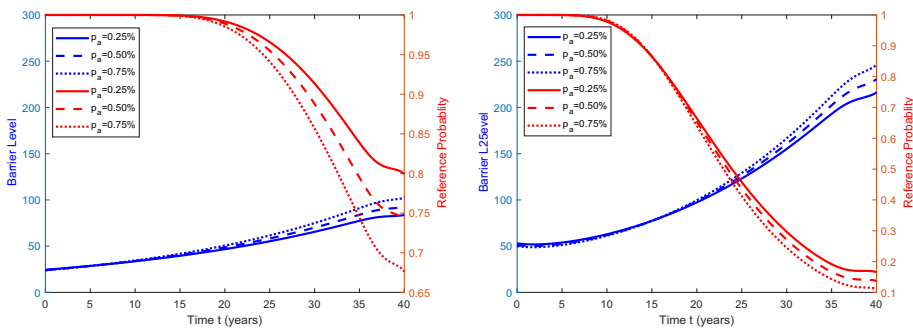 300
250
200
150
100
50
0
Barrier Level
p_a=0.25%
p_a=0.50%
p_a=0.75%
p_a=0.25%
p_a=0.50%
p_a=0.75%
1
0.95
0.9
0.85
0.8
0.75
0.7
0.65
Reference Probablity
0 5 10 15 20 25 30 35 40
Time t (years)
300
250
200
150
100
50
0
Barrier L25evel
p_a=0.25%
p_a=0.50%
p_a=0.75%
p_a=0.25%
p_a=0.50%
p_a=0.75%
1
0.9
0.8
0.7
0.6
0.5
0.4
0.3
0.2
0.1
Reference Probablity
0 5 10 15 20 25 30 35 40
Time t (years)